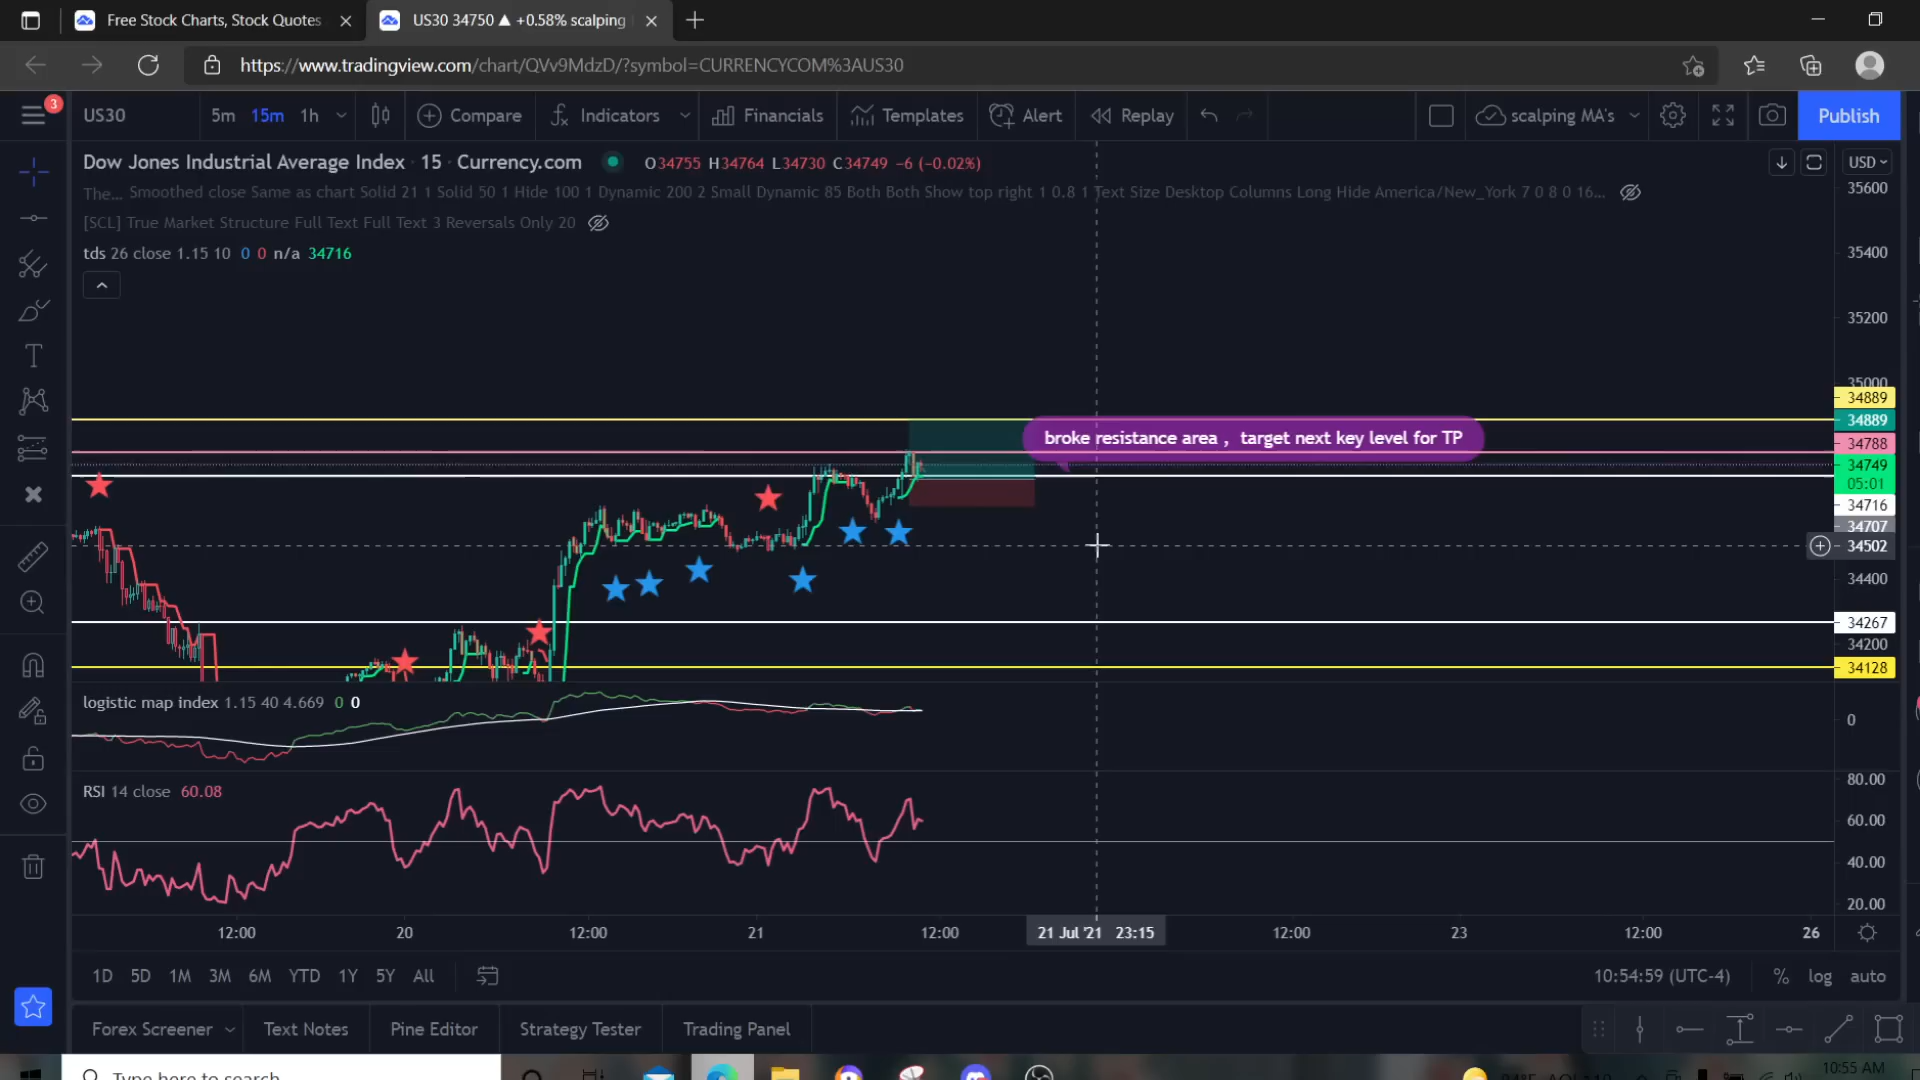 Free Stock Charts, Stock Quotes
US30 34750 ▲ +0.58% scalping
https://www.tradingview.com/chart/QVv9MdzD/?symbol=CURRENCYCOM%3AUS30
3
US30 5m 15m 1h Compare Indicators Financials Templates Alert Replay scalping MA's Publish
Dow Jones Industrial Average Index · 15 · Currency.com O34755 H34764 L34730 C34749 −6 (−0.02%)
USD
The... Smoothed close Same as chart Solid 21 1 Solid 50 1 Hide 100 1 Dynamic 200 2 Small Dynamic 85 Both Both Show top right 1 0.8 1 Text Size Desktop Columns Long Hide America/New_York 7 0 8 0 16...
[SCL] True Market Structure Full Text Full Text 3 Reversals Only 20
tds 26 close 1.15 10 0 0 n/a 34716
35600
35400
35200
35000
34889
34889
broke resistance area , target next key level for TP
34788
34749
05:01
34716
34707
34502
34400
34267
34200
34128
logistic map index 1.15 40 4.669 0 0
0
RSI 14 close 60.08
80.00
60.00
40.00
20.00
12:00 20 12:00 21 12:00 21 Jul '21 23:15 12:00 23 12:00 26
1D 5D 1M 3M 6M YTD 1Y 5Y All
10:54:59 (UTC-4) % log auto
Forex Screener Text Notes Pine Editor Strategy Tester Trading Panel
Type here to search
10:55 AM